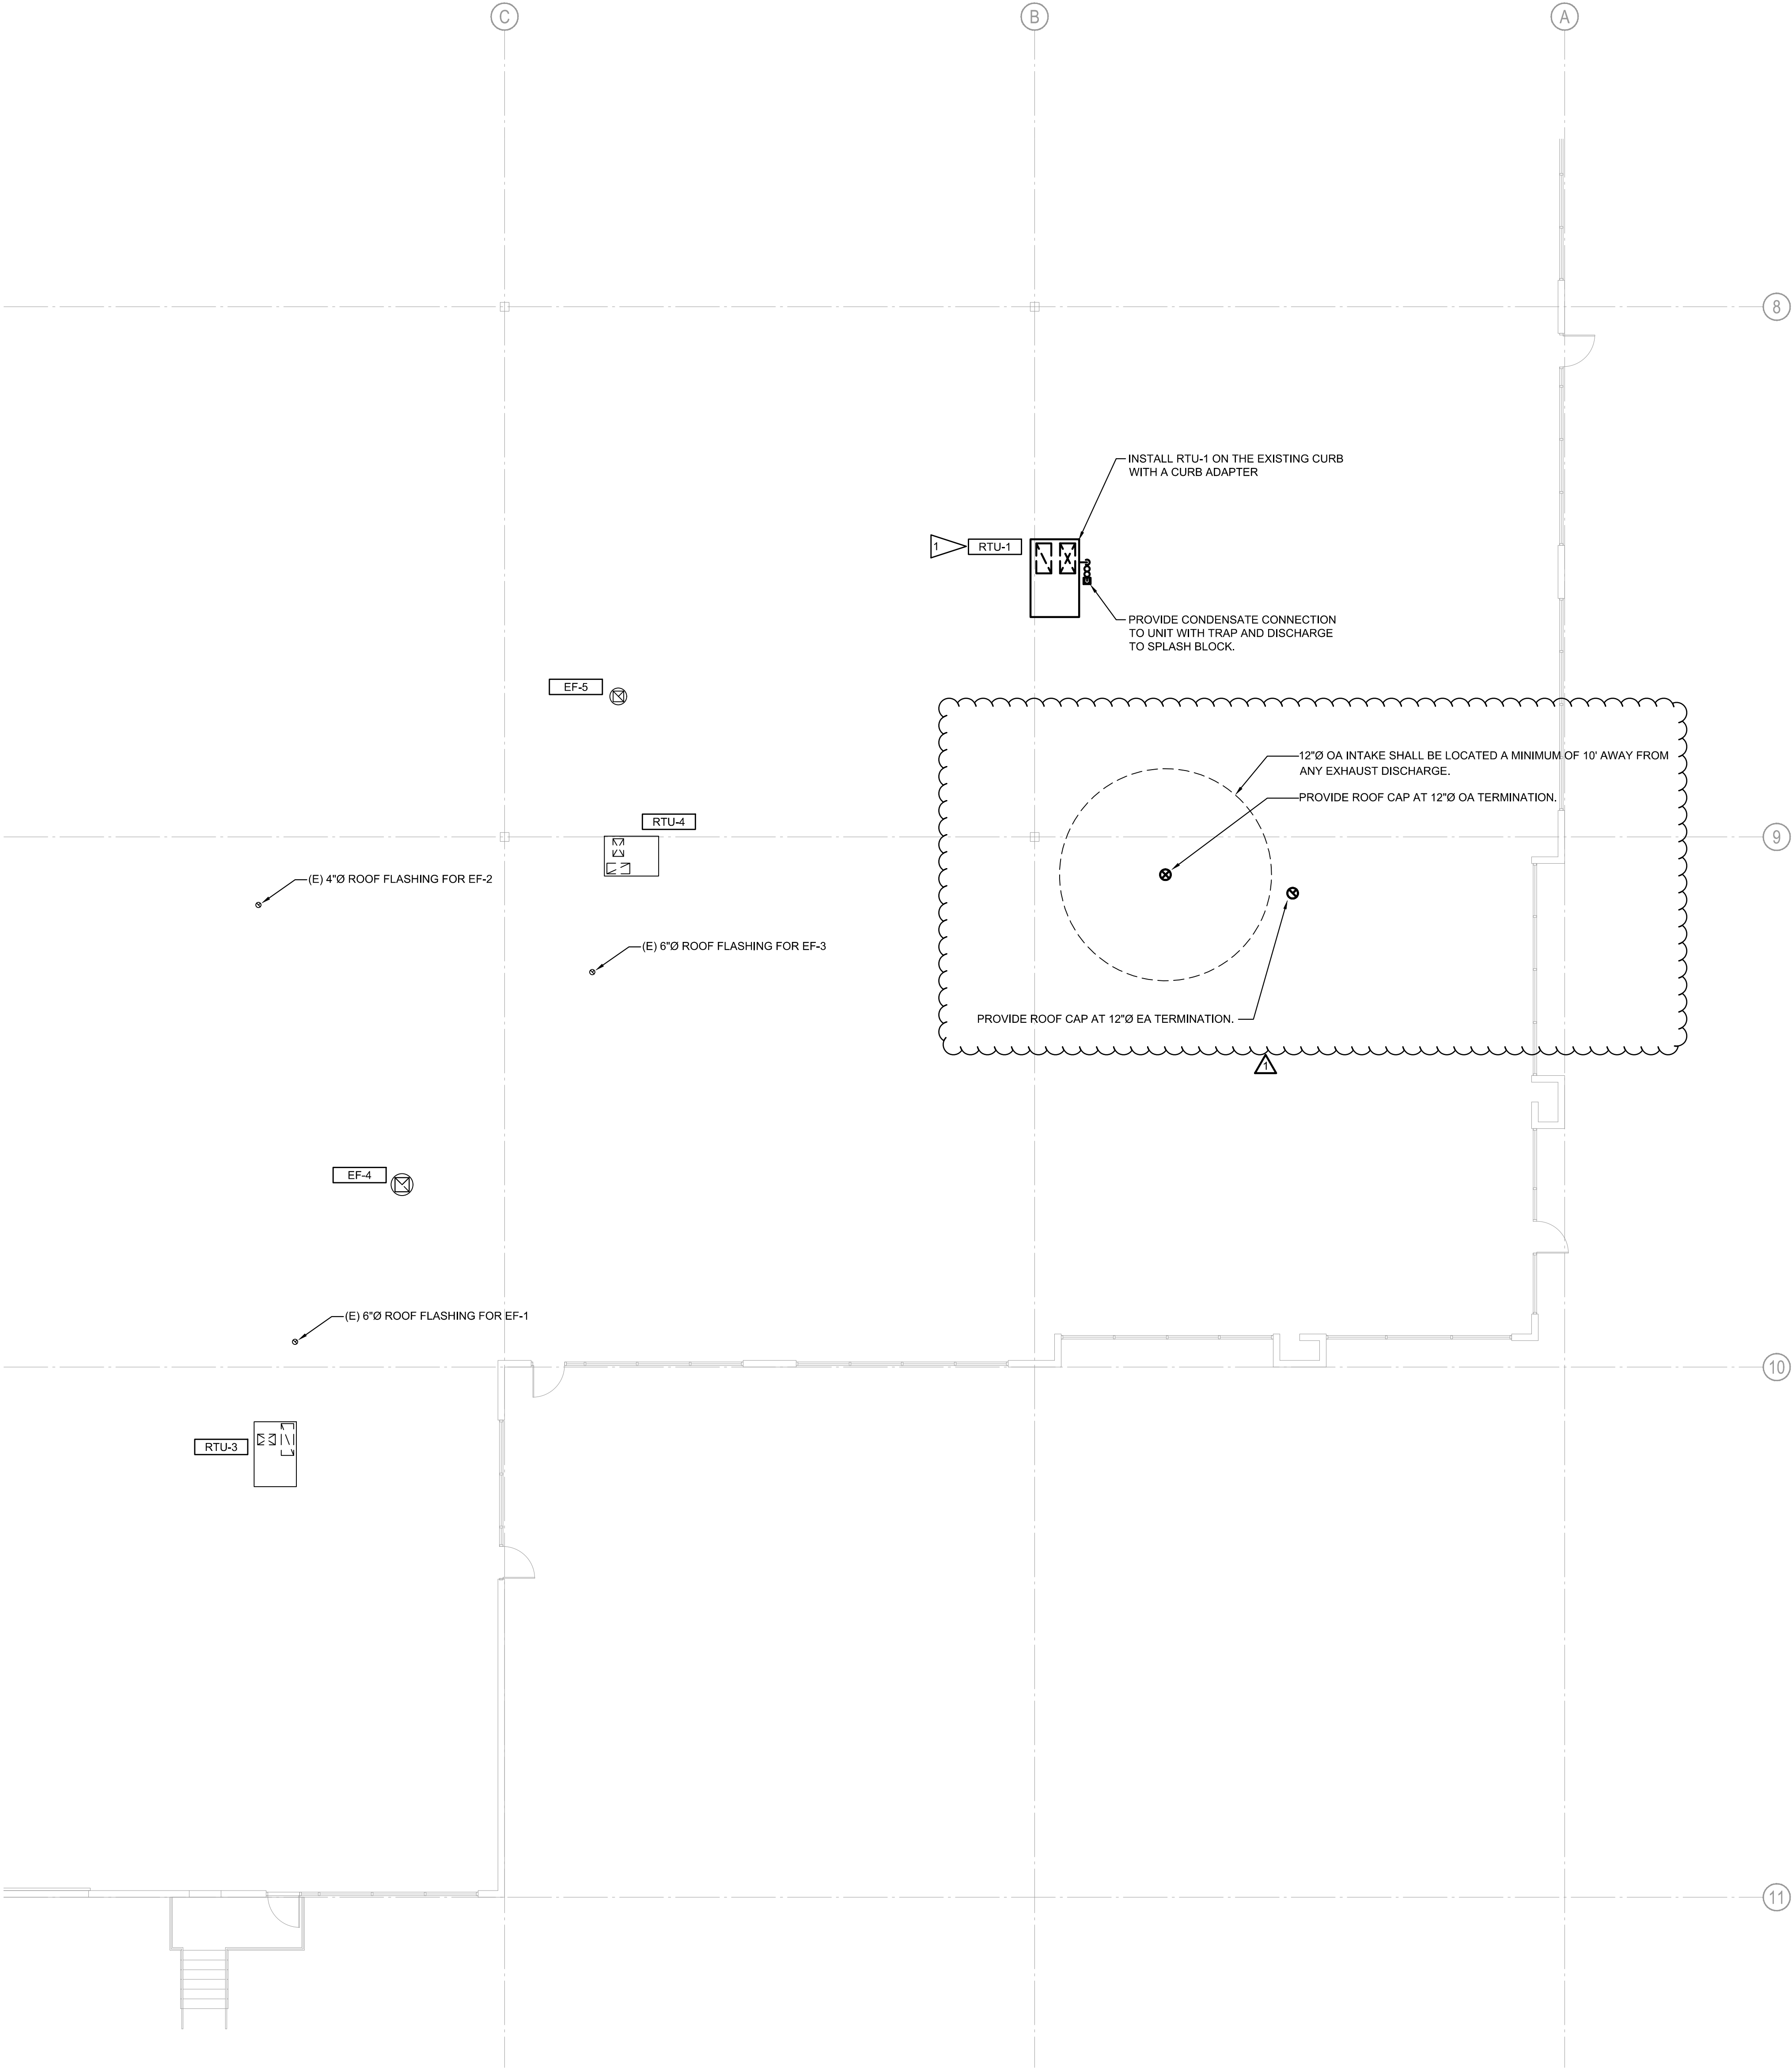 C
B
A
8
INSTALL RTU-1 ON THE EXISTING CURB
WITH A CURB ADAPTER
1
RTU-1
PROVIDE CONDENSATE CONNECTION
TO UNIT WITH TRAP AND DISCHARGE
TO SPLASH BLOCK.
EF-5
12"Ø OA INTAKE SHALL BE LOCATED A MINIMUM OF 10' AWAY FROM
ANY EXHAUST DISCHARGE.
PROVIDE ROOF CAP AT 12"Ø OA TERMINATION.
RTU-4
9
(E) 4"Ø ROOF FLASHING FOR EF-2
(E) 6"Ø ROOF FLASHING FOR EF-3
PROVIDE ROOF CAP AT 12"Ø EA TERMINATION.
1
EF-4
(E) 6"Ø ROOF FLASHING FOR EF-1
10
RTU-3
11